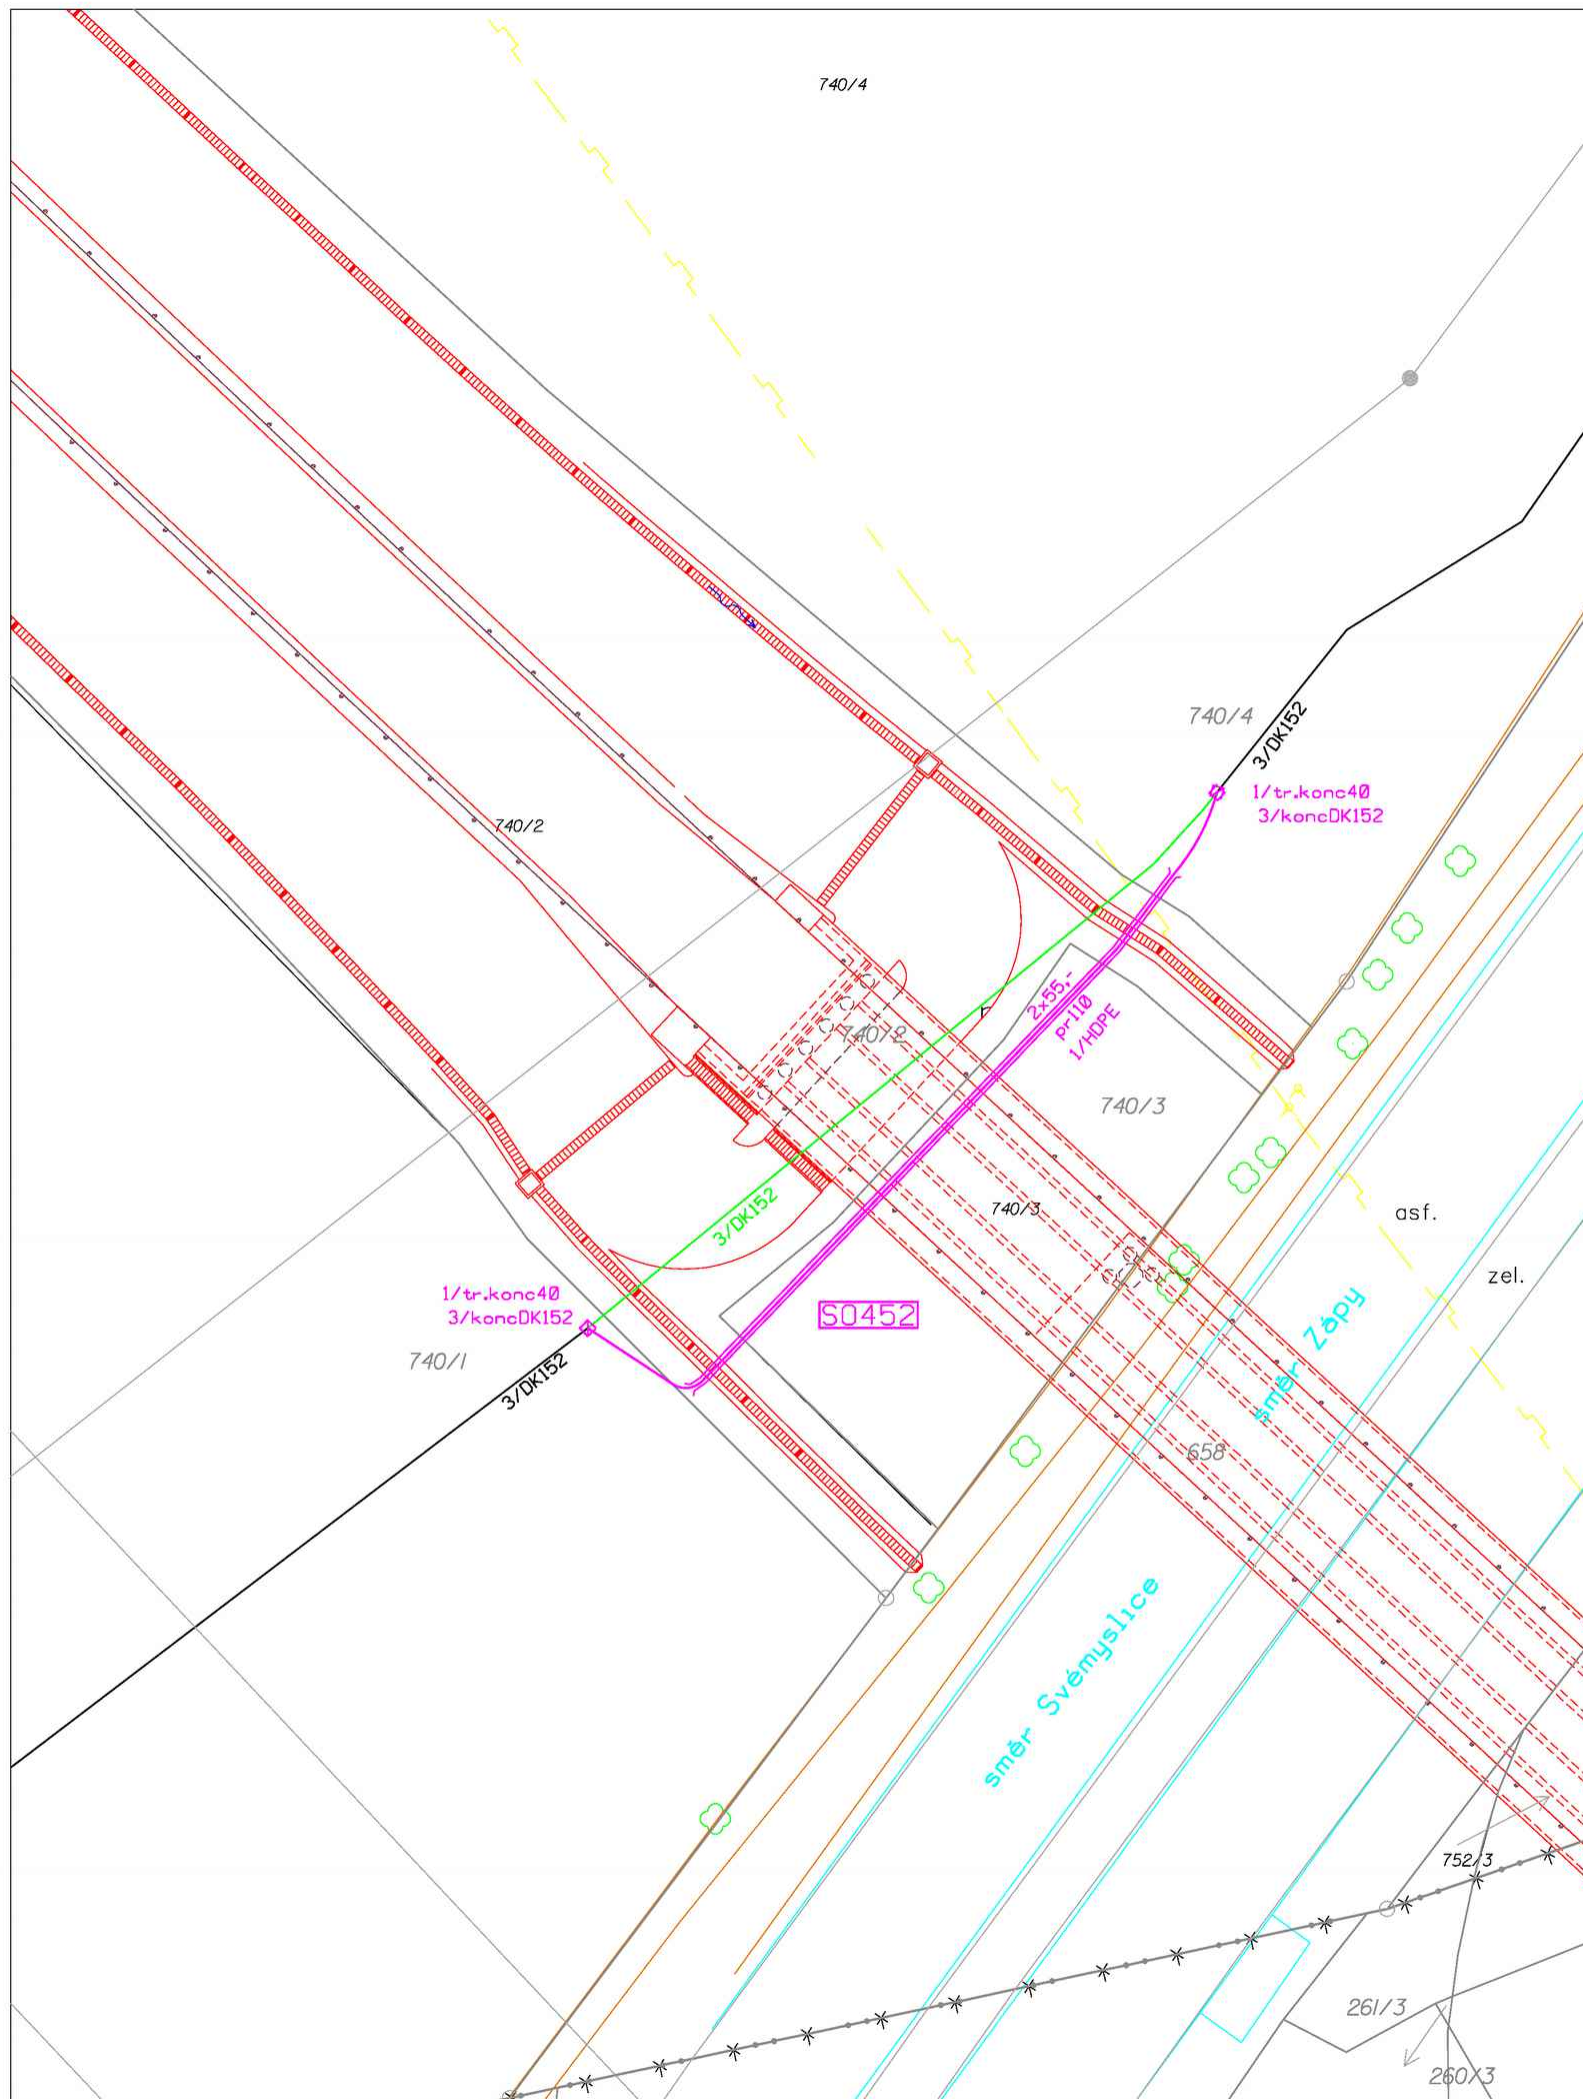 740/4
740/4
3/DK152
1/tr.konc40
3/koncDK152
740/2
2x55,-
pr110
1/HDPE
740/2
740/3
740/3
asf.
zel.
3/DK152
1/tr.konc40
3/koncDK152
SO452
740/1
3/DK152
směr Zápy
658
směr Svémyslice
752/3
261/3
260/3